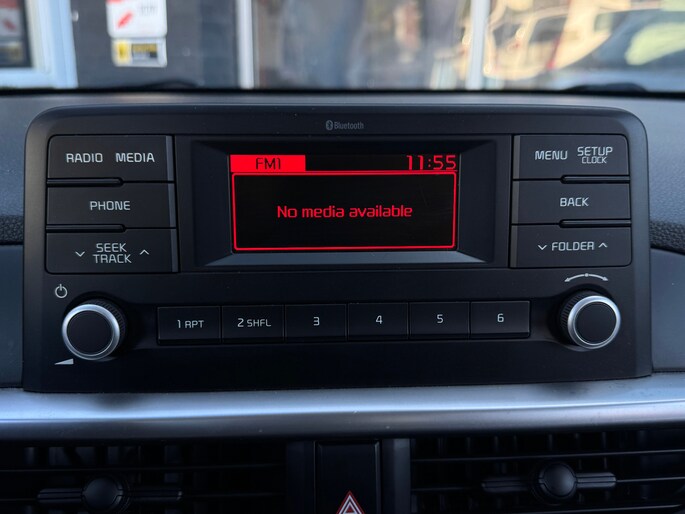 Bluetooth
RADIO MEDIA
PHONE
SEEK
TRACK
FM1 11:55
No media available
MENU SETUP
CLOCK
BACK
FOLDER
1 RPT 2 SHFL 3 4 5 6